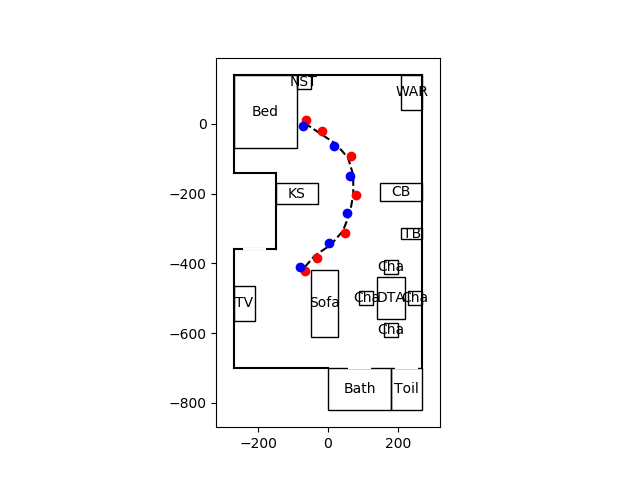 NST
WAR
Bed
0
KS
CB
−200
TB
Cha
−400
TV
Sofa
Cha
DTA
Cha
Cha
−600
Bath
Toil
−800
−200
0
200